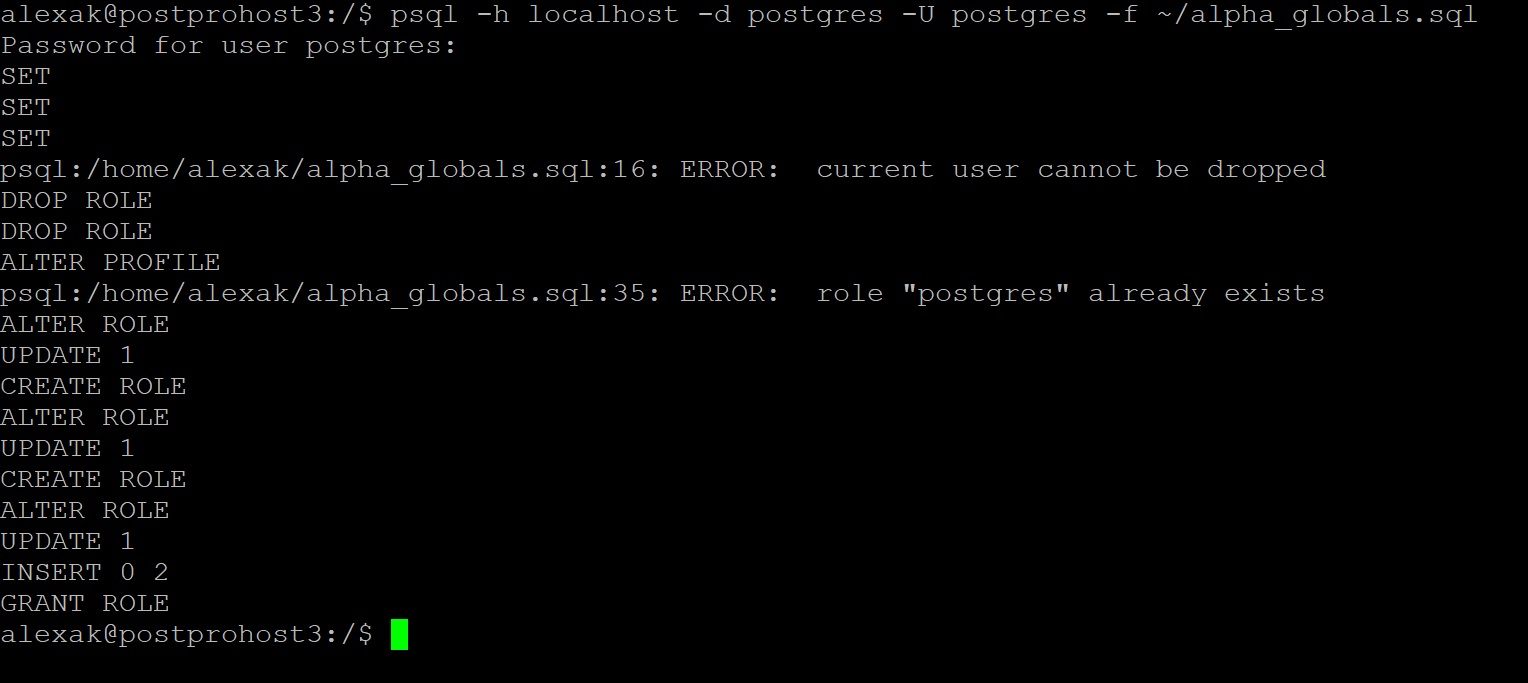 alexak@postprohost3:/$ psql -h localhost -d postgres -U postgres -f ~/alpha_globals.sql
Password for user postgres:
SET
SET
SET
psql:/home/alexak/alpha_globals.sql:16: ERROR:  current user cannot be dropped
DROP ROLE
DROP ROLE
ALTER PROFILE
psql:/home/alexak/alpha_globals.sql:35: ERROR:  role "postgres" already exists
ALTER ROLE
UPDATE 1
CREATE ROLE
ALTER ROLE
UPDATE 1
CREATE ROLE
ALTER ROLE
UPDATE 1
INSERT 0 2
GRANT ROLE
alexak@postprohost3:/$